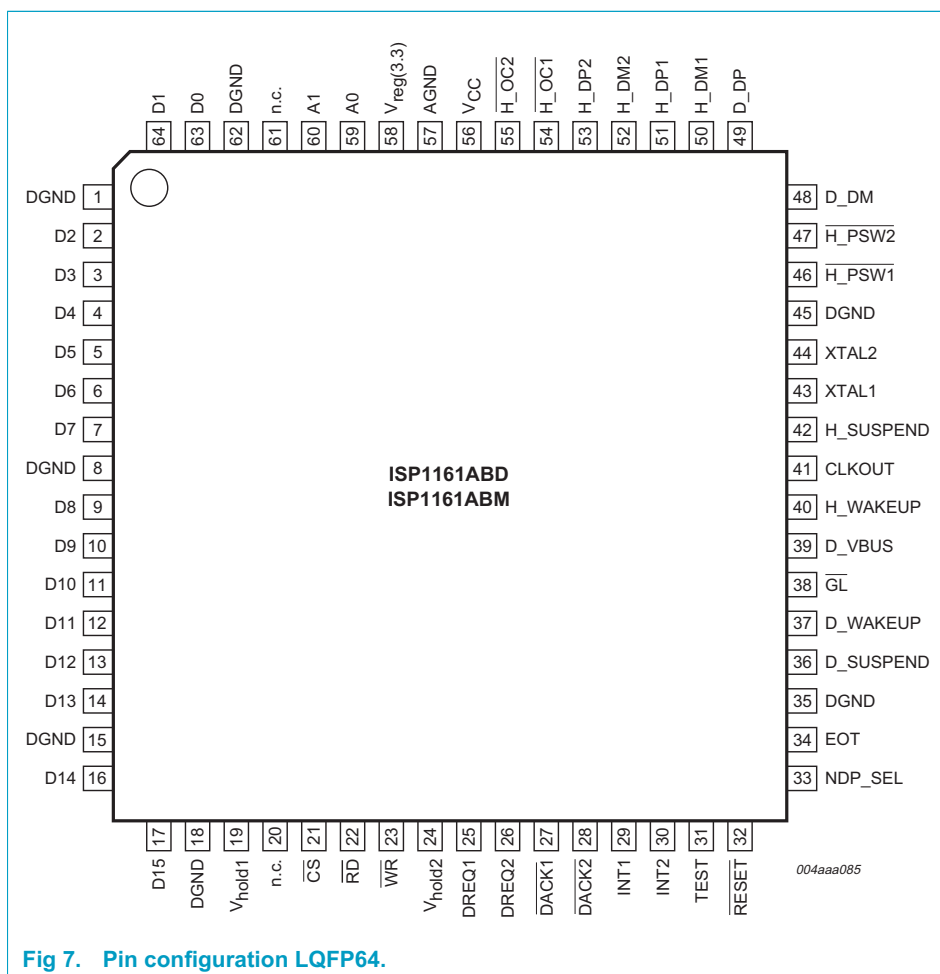 D1 D0 DGND n.c. A1 A0 Vreg(3.3) AGND VCC H_OC2 H_OC1 H_DP2 H_DM2 H_DP1 H_DM1 D_DP
64 63 62 61 60 59 58 57 56 55 54 53 52 51 50 49
DGND 1
D2 2
D3 3
D4 4
D5 5
D6 6
D7 7
DGND 8
D8 9
D9 10
D10 11
D11 12
D12 13
D13 14
DGND 15
D14 16
ISP1161ABD
ISP1161ABM
48 D_DM
47 H_PSW2
46 H_PSW1
45 DGND
44 XTAL2
43 XTAL1
42 H_SUSPEND
41 CLKOUT
40 H_WAKEUP
39 D_VBUS
38 GL
37 D_WAKEUP
36 D_SUSPEND
35 DGND
34 EOT
33 NDP_SEL
17 18 19 20 21 22 23 24 25 26 27 28 29 30 31 32
D15 DGND Vhold1 n.c. CS RD WR Vhold2 DREQ1 DREQ2 DACK1 DACK2 INT1 INT2 TEST RESET
004aaa085
Fig 7. Pin configuration LQFP64.